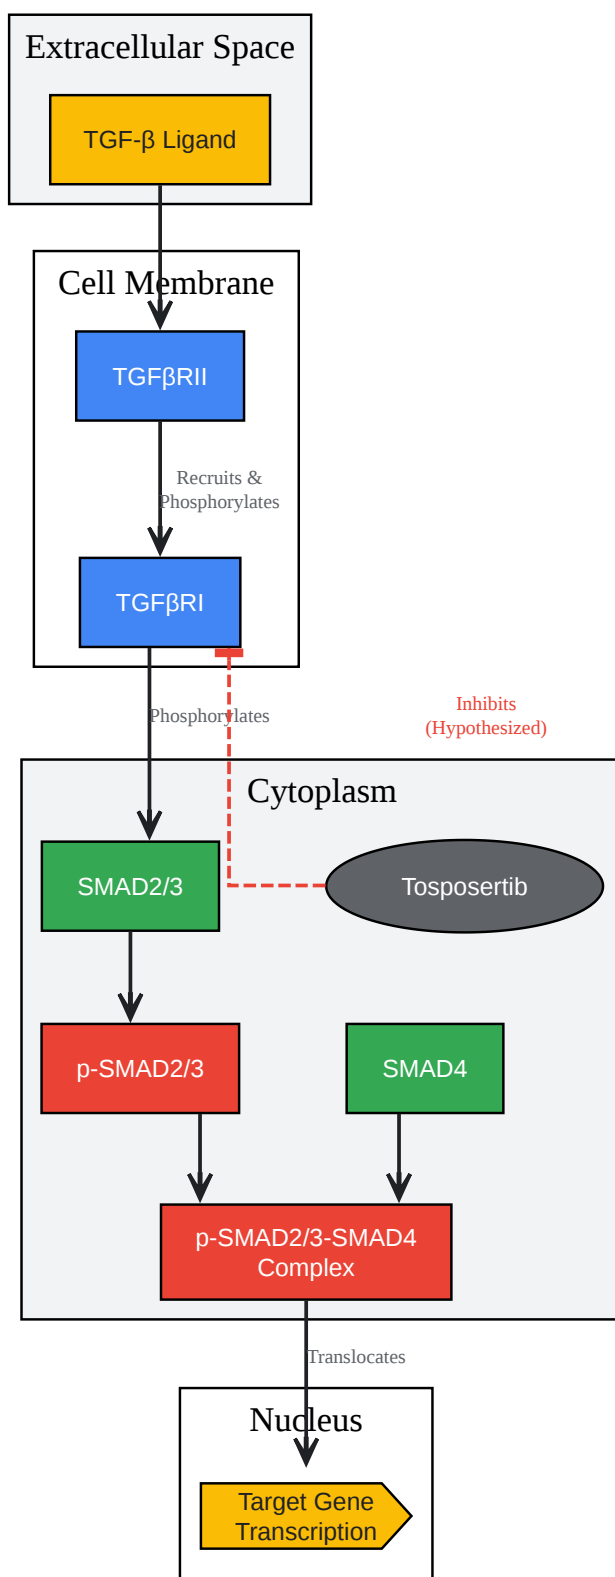 Extracellular Space
TGF-β Ligand
Cell Membrane
TGFβRII
Recruits &
Phosphorylates
TGFβRI
Phosphorylates
Inhibits
(Hypothesized)
Cytoplasm
SMAD2/3
Tosposertib
p-SMAD2/3
SMAD4
p-SMAD2/3-SMAD4
Complex
Translocates
Nucleus
Target Gene
Transcription